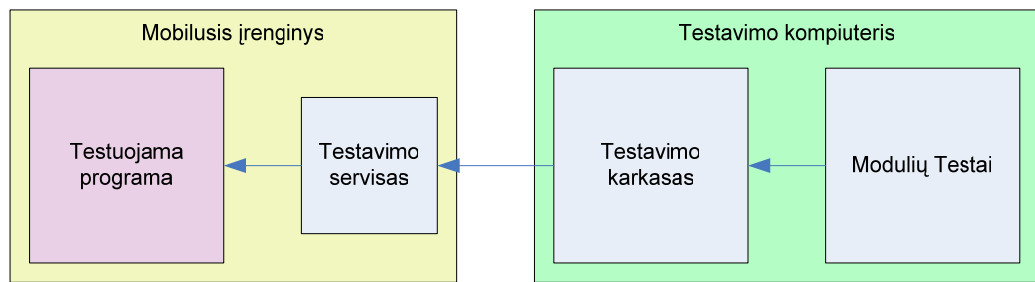 Mobilusis įrenginys
Testuojama
programa
Testavimo
servisas
Testavimo kompiuteris
Testavimo
karkasas
Modulių Testai